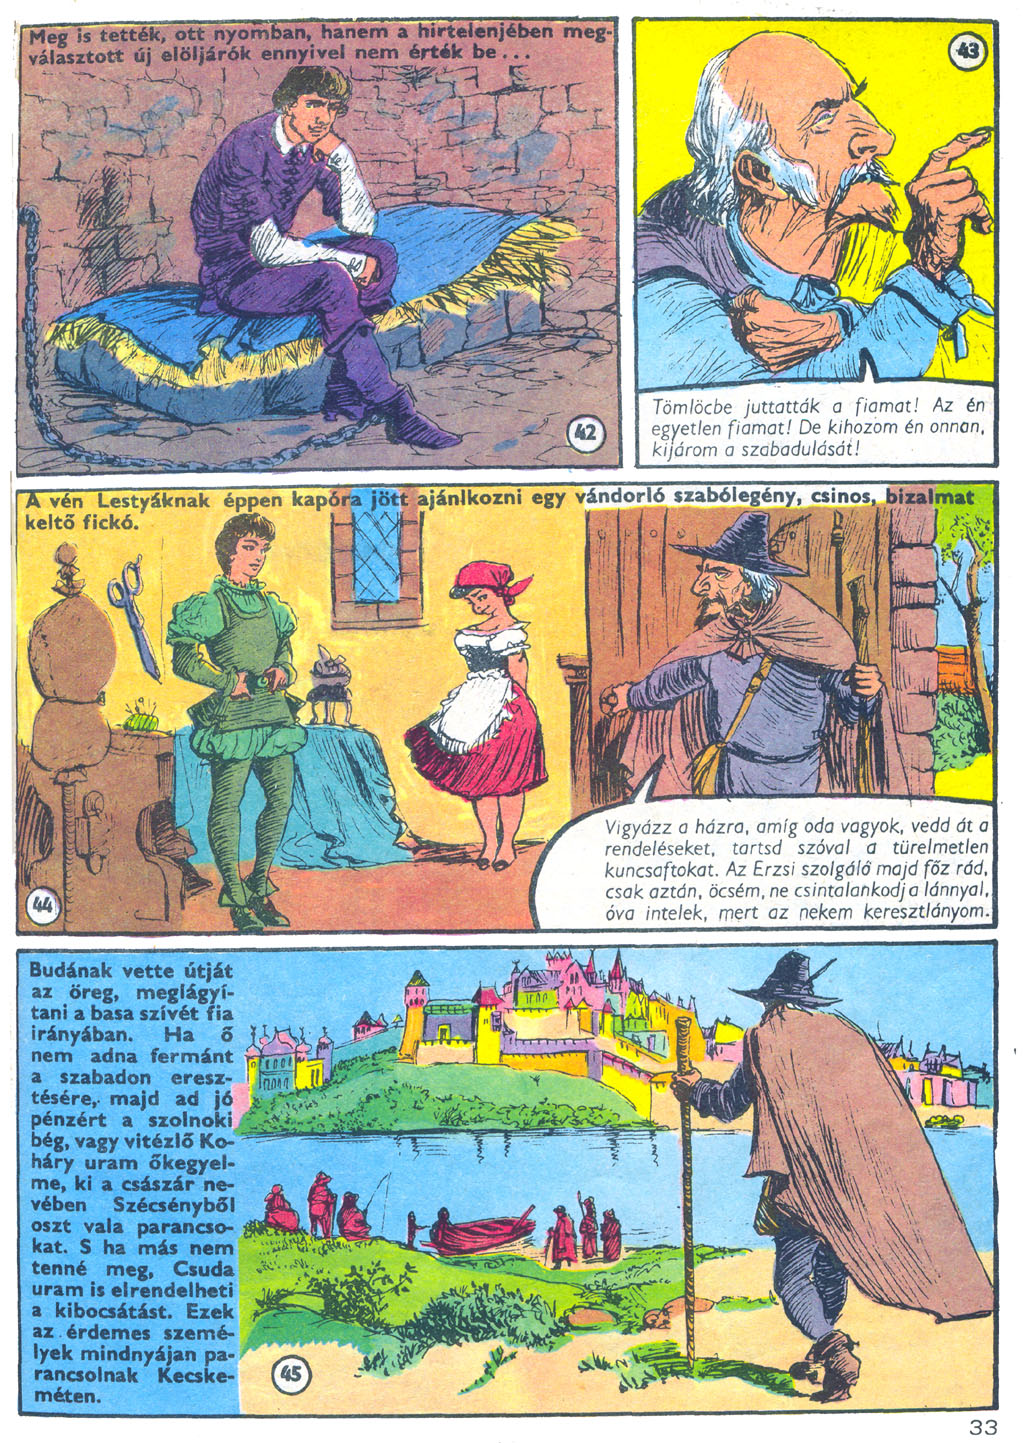 Meg is tették, ott nyomban, hanem a hirtelenjében meg-
választott új elöljárók ennyivel nem érték be . . .
42
43
Tömlöcbe juttatták a fiamat! Az én
egyetlen fiamat! De kihozom én onnan,
kijárom a szabadulását!
A vén Lestyáknak éppen kapóra jött ajánlkozni egy vándorló szabólegény, csinos, bizalmat
keltő fickó.
Vigyázz a házra, amíg oda vagyok, vedd át a
rendeléseket, tartsd szóval a türelmetlen
kuncsaftokat. Az Erzsi szolgáló majd főz rád,
csak aztán, öcsém, ne csintalankodj a lánnyal,
óva intelek, mert az nekem keresztlányom.
44
Budának vette útját
az öreg, meglágyí-
tani a basa szívét fia
irányában. Ha ő
nem adna fermánt
a szabadon eresz-
tésére, majd ad jó
pénzért a szolnoki
bég, vagy vitézlő Ko-
háry uram őkegyel-
me, ki a császár ne-
vében Szécsényből
oszt vala parancso-
kat. S ha más nem
tenné meg, Csuda
uram is elrendelheti
a kibocsátást. Ezek
az érdemes szemé-
lyek mindnyájan pa-
rancsolnak Kecske-
méten.
45
33